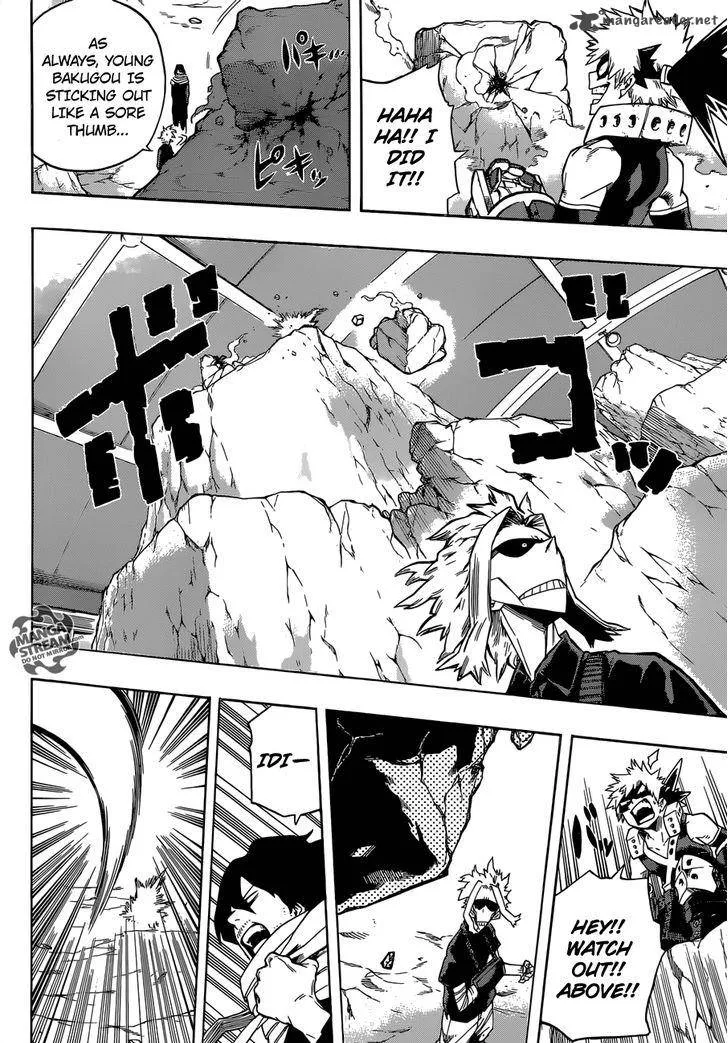 mangareader.net
HAHA
HA!! I
DID
IT!!
AS
ALWAYS, YOUNG
BAKUGOU IS
STICKING OUT
LIKE A SORE
THUMB...
パキ
ピキッ
ボゴッ
MANGA
STREAM.com
DO NOT MIRROR
HEY!!
WATCH
OUT!!
ABOVE!!
IDI—